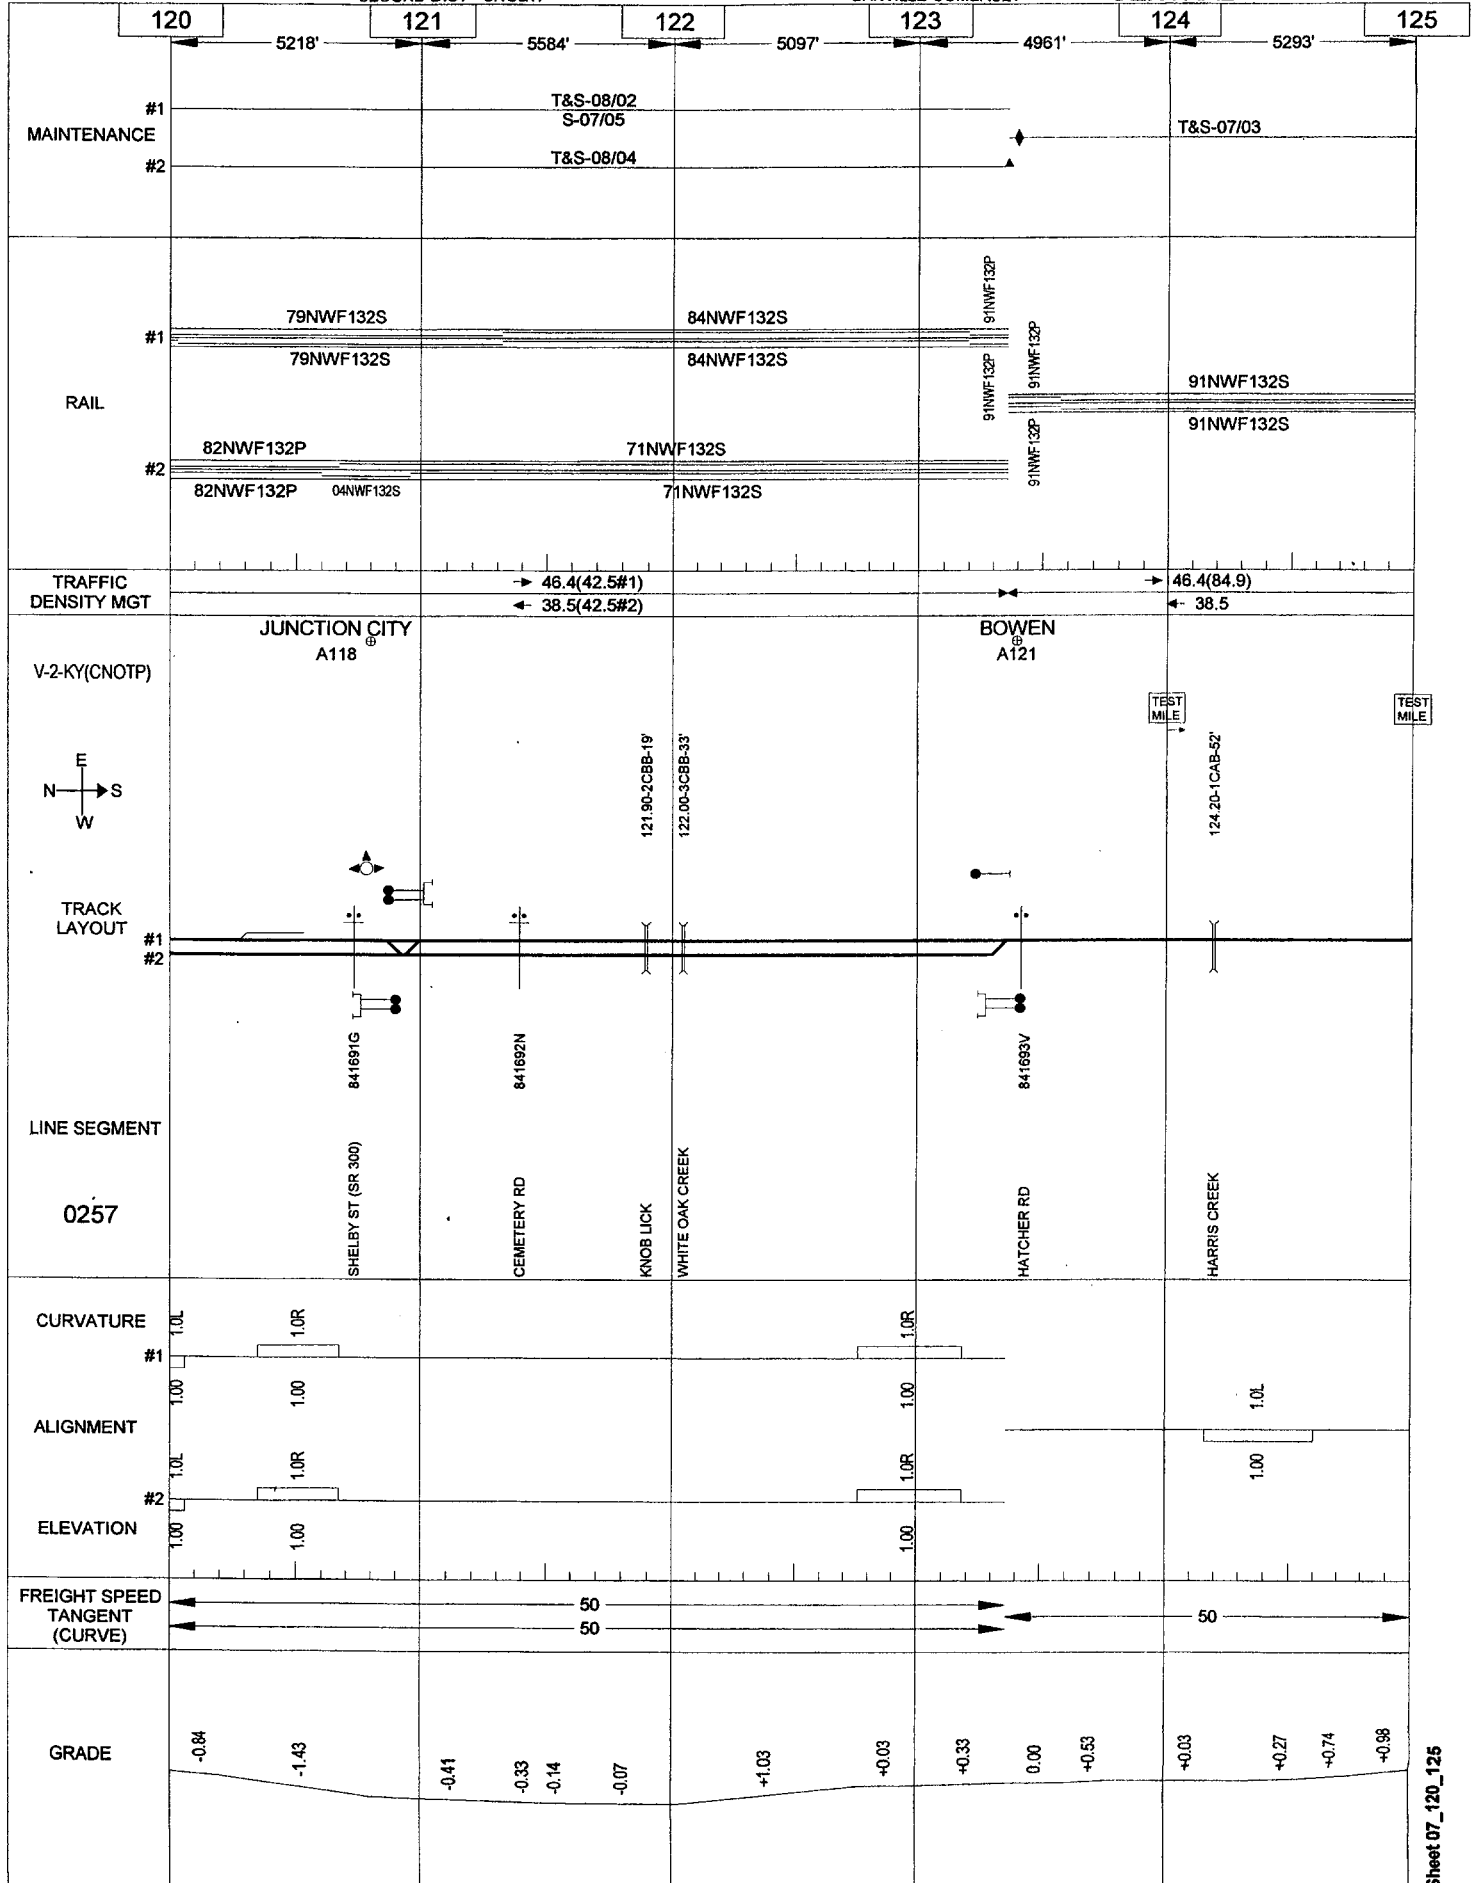 120 121 122 123 124 125
5218' 5584' 5097' 4961' 5293'
MAINTENANCE
#1
T&S-08/02
S-07/05
T&S-07/03
#2
T&S-08/04
RAIL
91NWF132P
#1
79NWF132S 84NWF132S
79NWF132S 84NWF132S
91NWF132P
91NWF132P
91NWF132S
91NWF132S
#2
82NWF132P 71NWF132S
82NWF132P 04NWF132S 71NWF132S
91NWF132P
TRAFFIC
DENSITY MGT
46.4(42.5#1) 46.4(84.9)
38.5(42.5#2) 38.5
JUNCTION CITY
A118
BOWEN
A121
V-2-KY(CNOTP)
TEST
MILE
TEST
MILE
E
N S
W
121.90-2CBB-19'
122.00-3CBB-33'
124.20-1CAB-52'
TRACK
LAYOUT
#1
#2
841691G
841692N
841693V
LINE SEGMENT
0257
SHELBY ST (SR 300)
CEMETERY RD
KNOB LICK
WHITE OAK CREEK
HATCHER RD
HARRIS CREEK
CURVATURE
#1
1.0L 1.0R 1.0R
1.00 1.00 1.00
1.0L
ALIGNMENT
1.00
#2
1.0L 1.0R 1.0R
ELEVATION
1.00 1.00 1.00
FREIGHT SPEED
TANGENT
(CURVE)
50
50
50
GRADE
-0.84 -1.43 -0.41 -0.33 -0.14 -0.07 +1.03 +0.03 +0.33 0.00 +0.53 +0.03 +0.27 +0.74 +0.98
Sheet 07_120_125